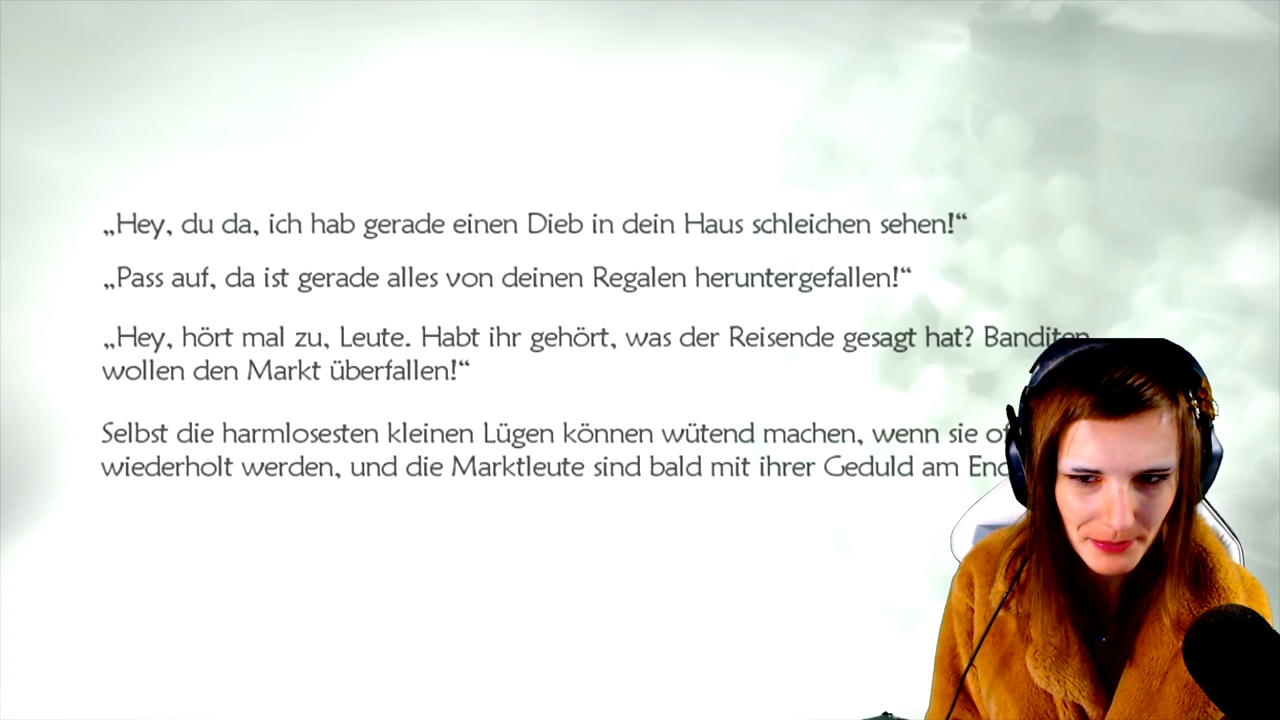 „Hey, du da, ich hab gerade einen Dieb in dein Haus schleichen sehen!“
„Pass auf, da ist gerade alles von deinen Regalen heruntergefallen!“
„Hey, hört mal zu, Leute. Habt ihr gehört, was der Reisende gesagt hat? Banditen
wollen den Markt überfallen!“
Selbst die harmlosesten kleinen Lügen können wütend machen, wenn sie
wiederholt werden, und die Marktleute sind bald mit ihrer Geduld am